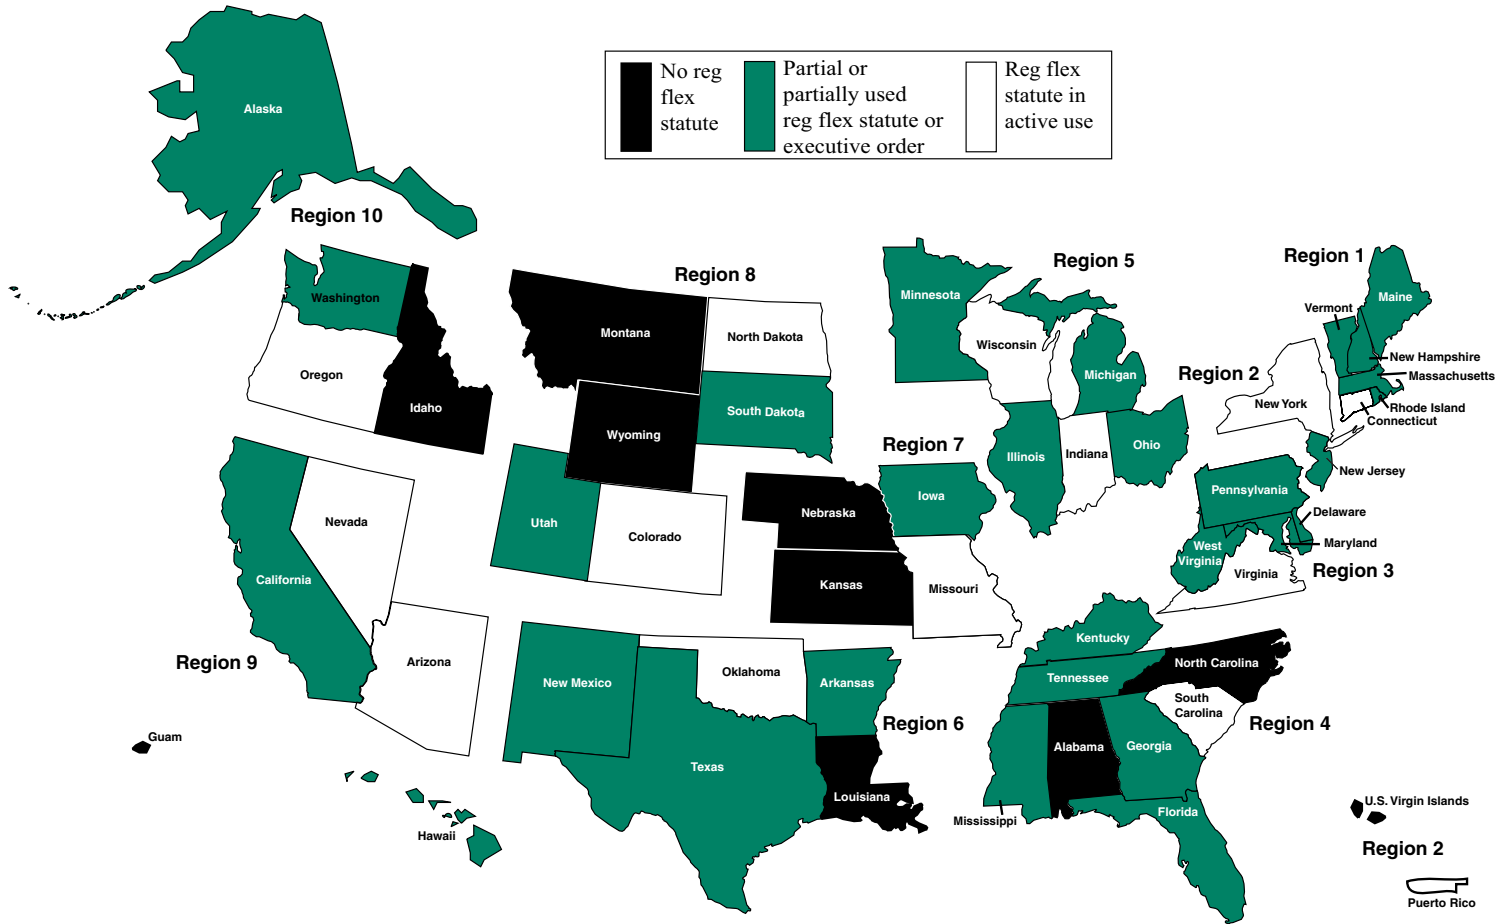 No reg
flex
statute
Partial or
partially used
reg flex statute or
executive order
Reg flex
statute in
active use
Alaska
Region 10
Washington
Oregon
Idaho
Region 8
Montana
North Dakota
Wyoming
South Dakota
Utah
Colorado
Region 5
Minnesota
Wisconsin
Michigan
Illinois
Indiana
Ohio
Region 1
Maine
Vermont
New Hampshire
Massachusetts
Rhode Island
Connecticut
Region 2
New York
New Jersey
Region 7
Iowa
Nebraska
Kansas
Missouri
Pennsylvania
Delaware
Maryland
West
Virginia
Virginia
Region 3
Nevada
California
Arizona
Region 9
Guam
Hawaii
New Mexico
Oklahoma
Arkansas
Texas
Louisiana
Region 6
Kentucky
Tennessee
North Carolina
South
Carolina
Mississippi
Alabama
Georgia
Florida
Region 4
U.S. Virgin Islands
Region 2
Puerto Rico